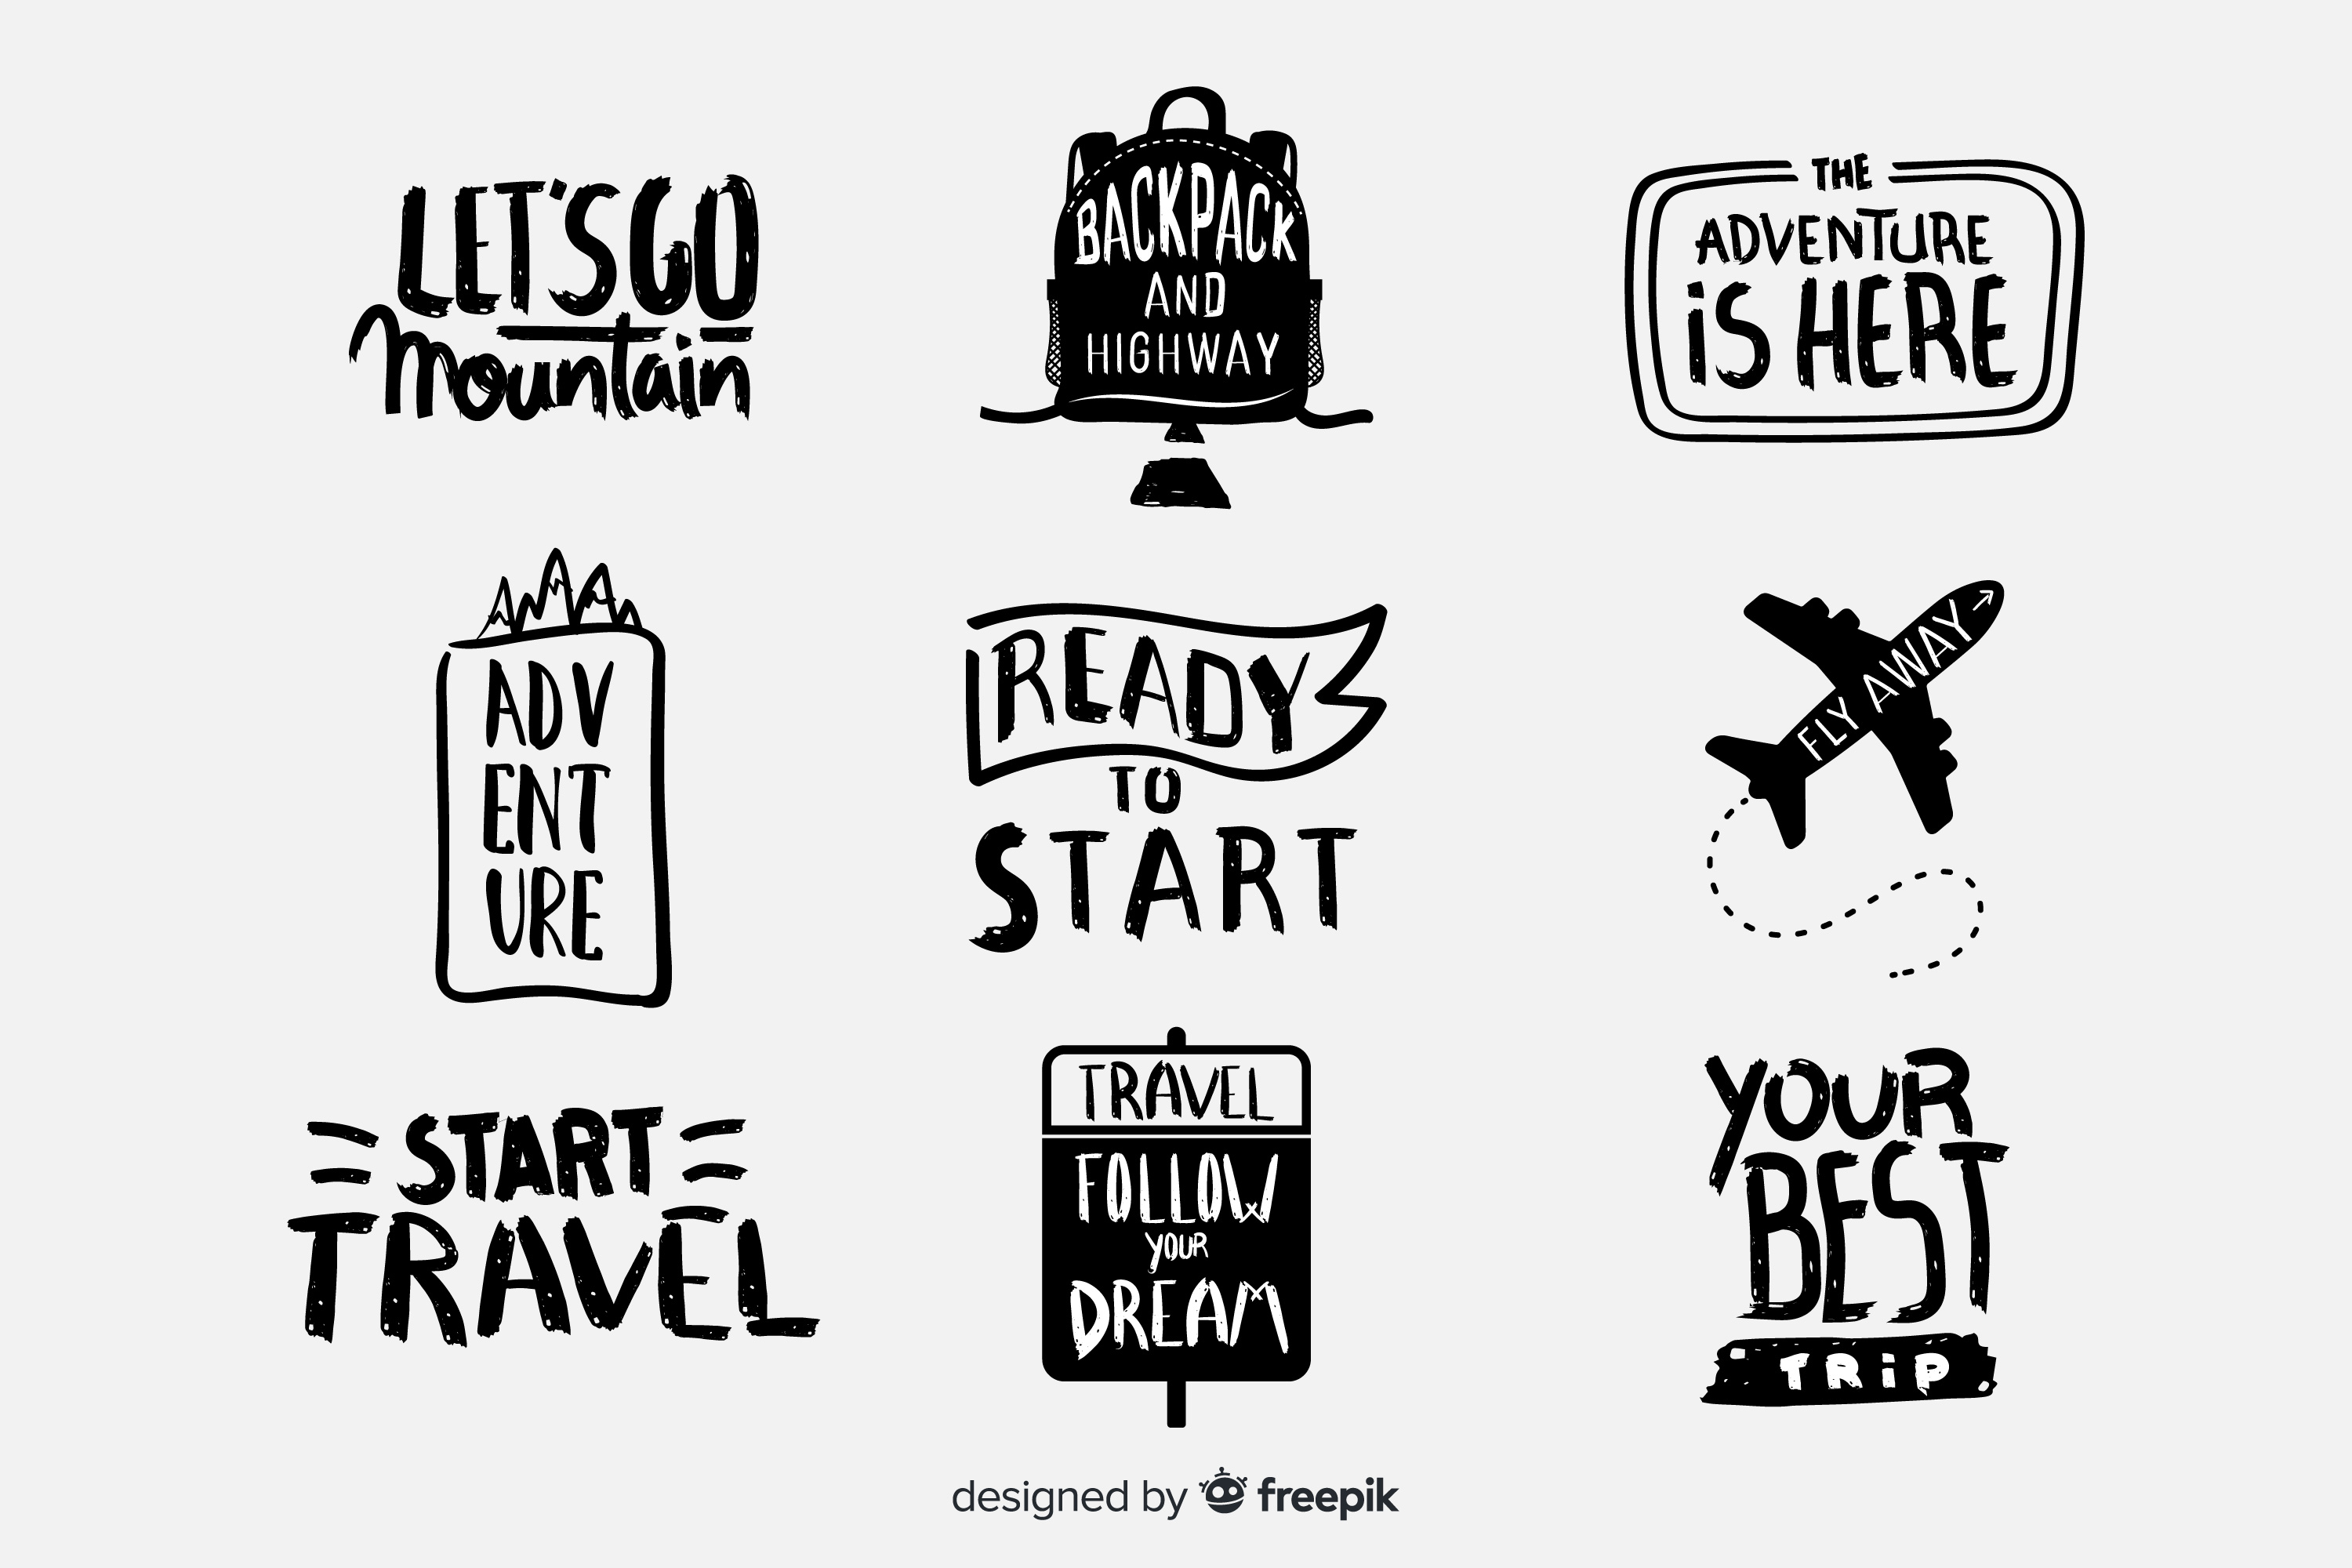 LET'S GO
mountain
BACKPACK
AND
HIGHWAY
THE
ADVENTURE
iS HERE
ADV
ENT
URE
READY
TO
START
FLY AWAY
START
TRAVEL
TRAVEL
FOLLOW
YOUR
DREAM
YOUR
BEST
TRiP
designed by freepik